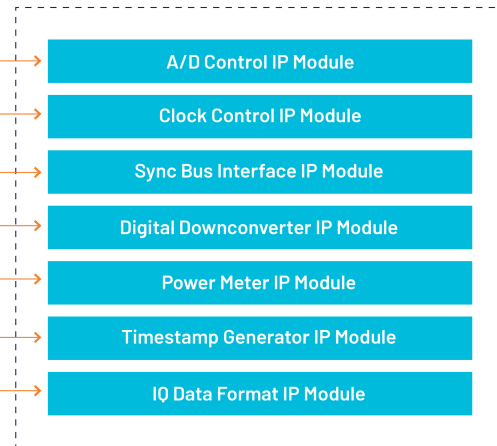 A/D Control IP Module
Clock Control IP Module
Sync Bus Interface IP Module
Digital Downconverter IP Module
Power Meter IP Module
Timestamp Generator IP Module
IQ Data Format IP Module